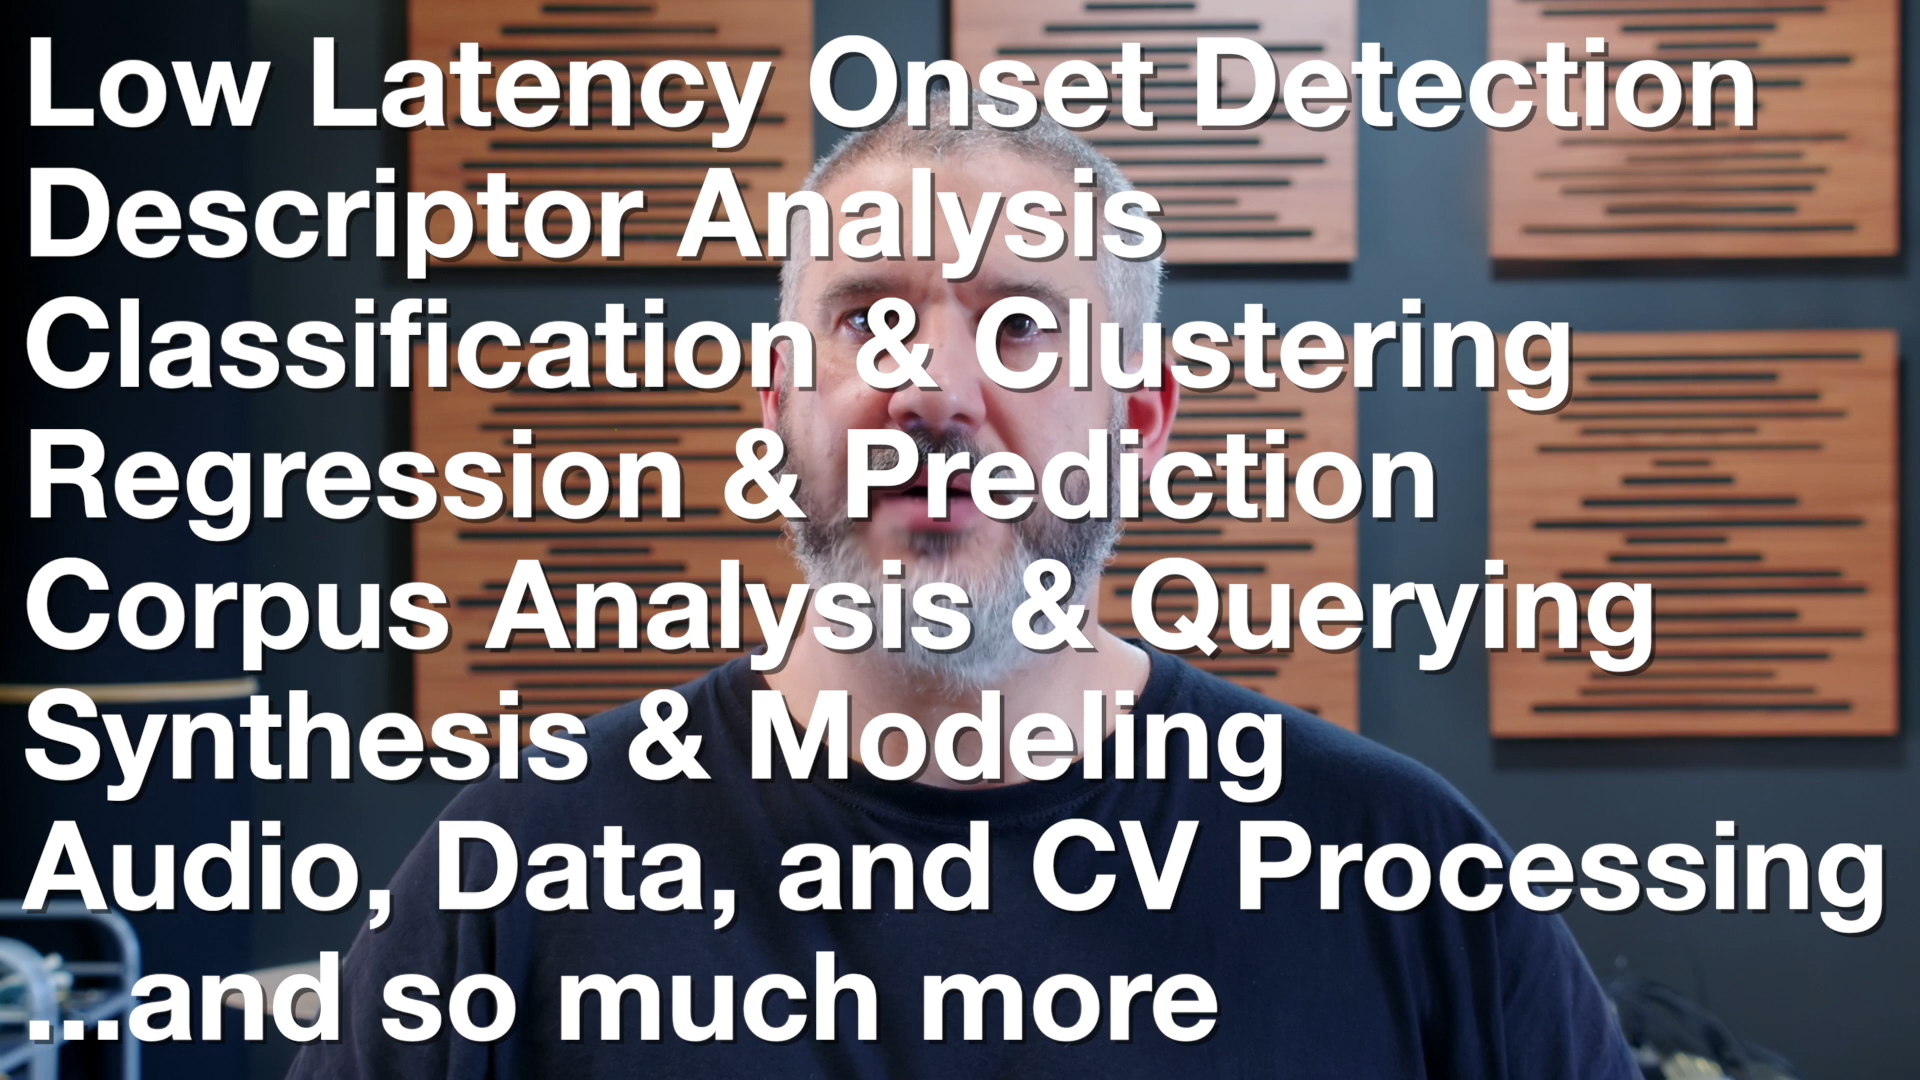 Low Latency Onset Detection
Descriptor Analysis
Classification & Clustering
Regression & Prediction
Corpus Analysis & Querying
Synthesis & Modeling
Audio, Data, and CV Processing
...and so much more